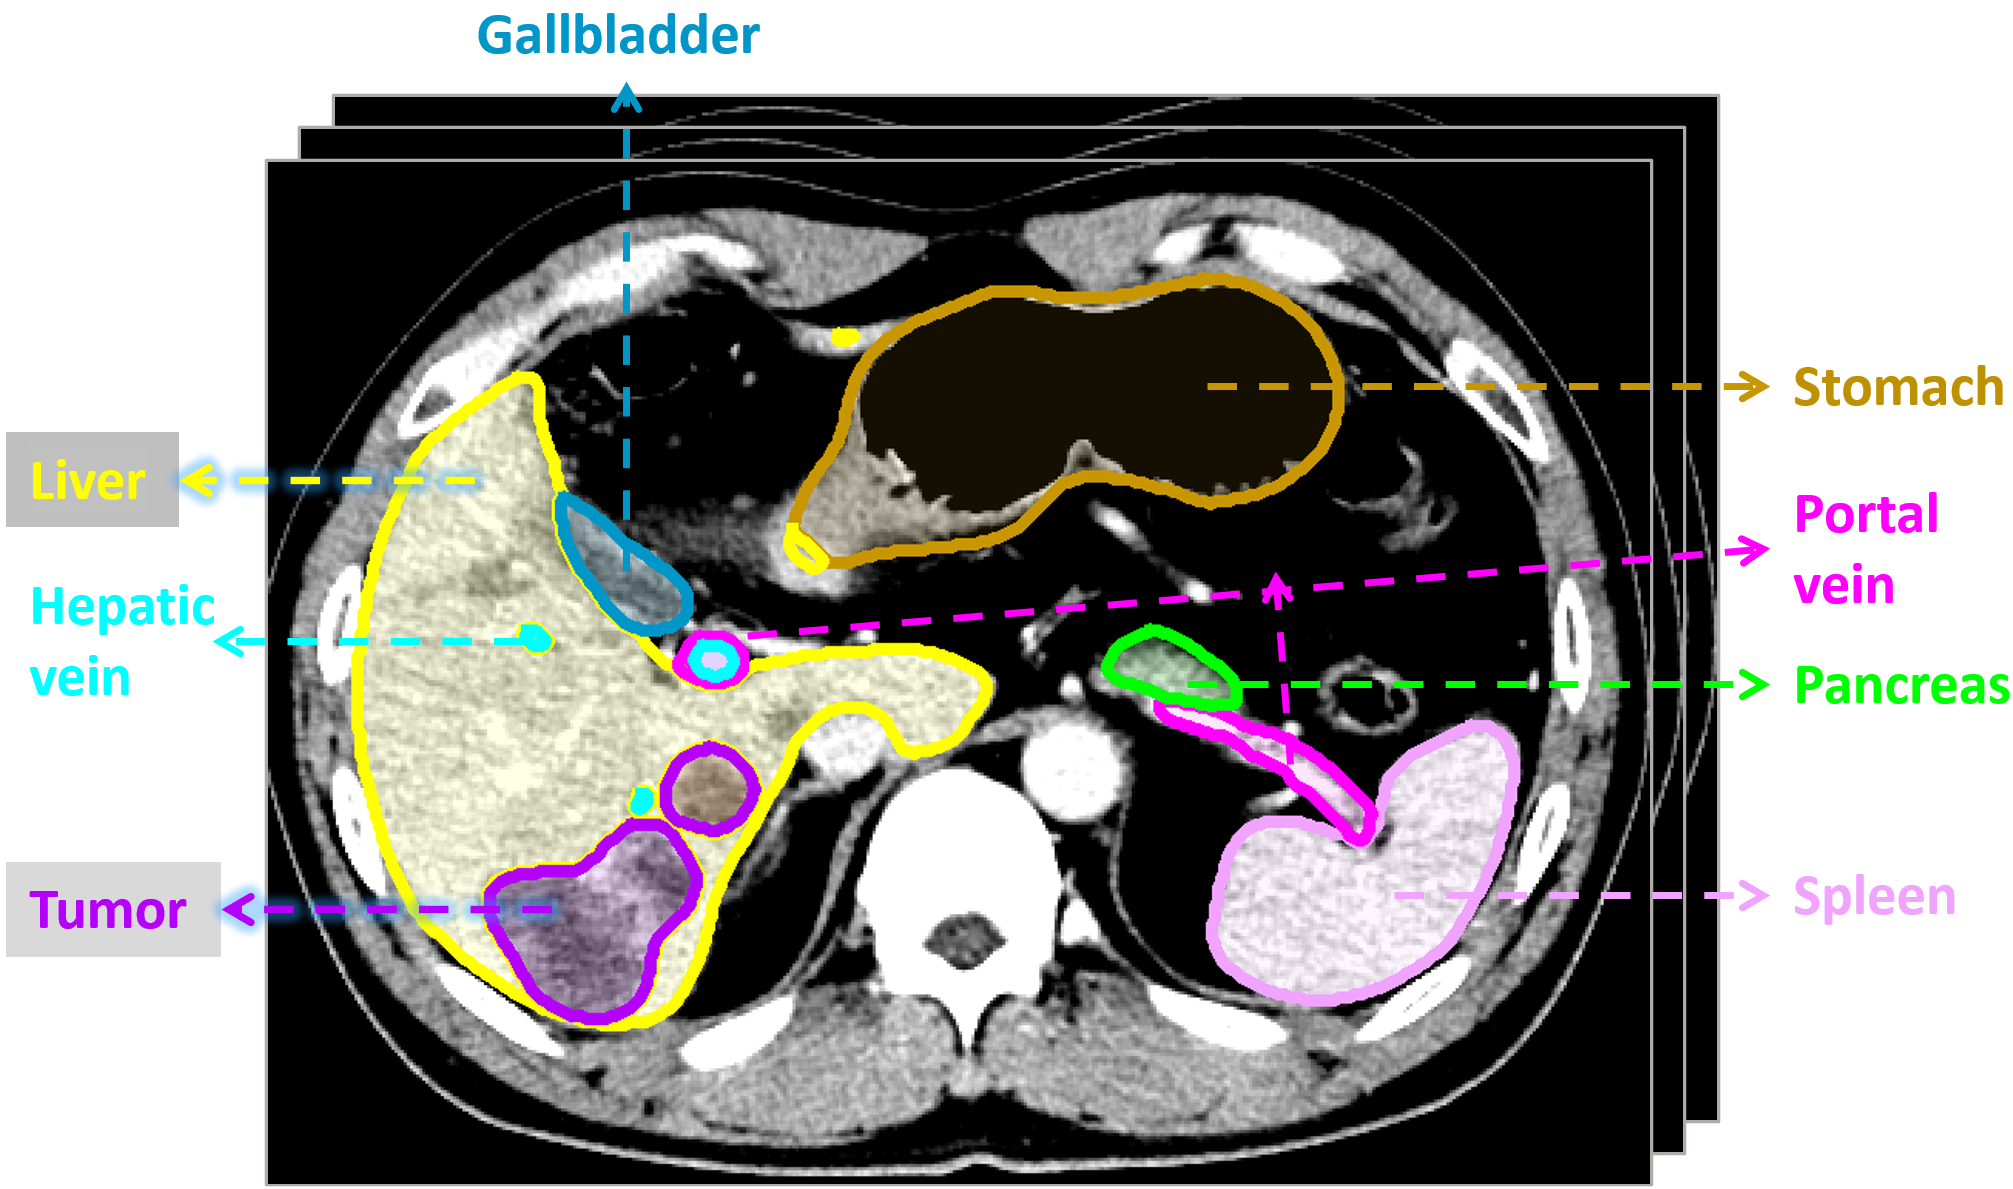 Gallbladder
Stomach
Liver
Portal
vein
Hepatic
vein
Pancreas
Tumor
Spleen